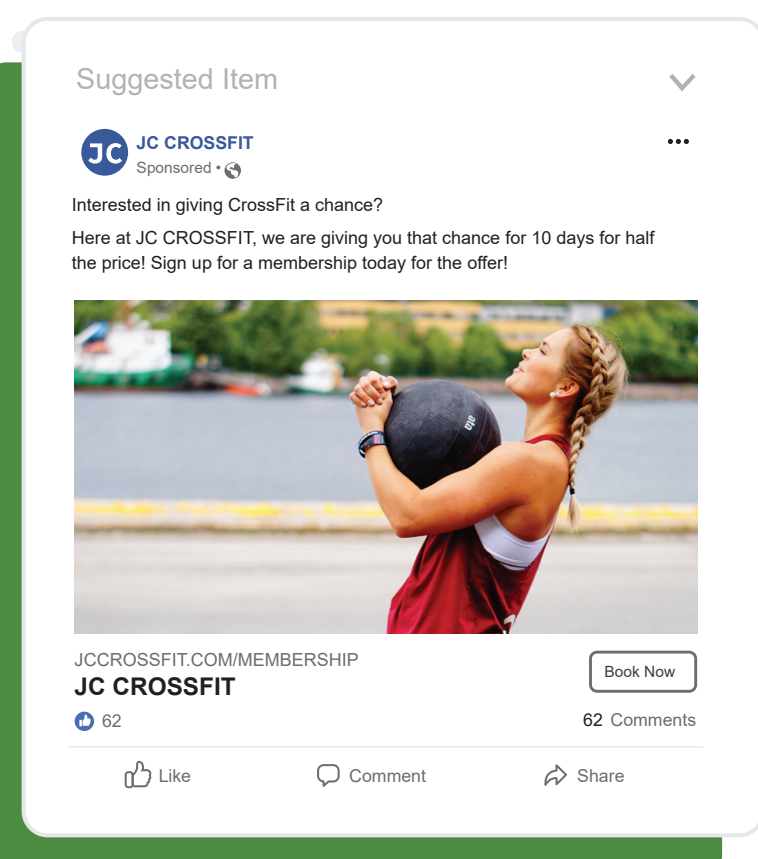 Suggested Item
JC
JC CROSSFIT
Sponsored •
Interested in giving CrossFit a chance?
Here at JC CROSSFIT, we are giving you that chance for 10 days for half
the price! Sign up for a membership today for the offer!
ata
JCCROSSFIT.COM/MEMBERSHIP
JC CROSSFIT
Book Now
62
62 Comments
Like
Comment
Share